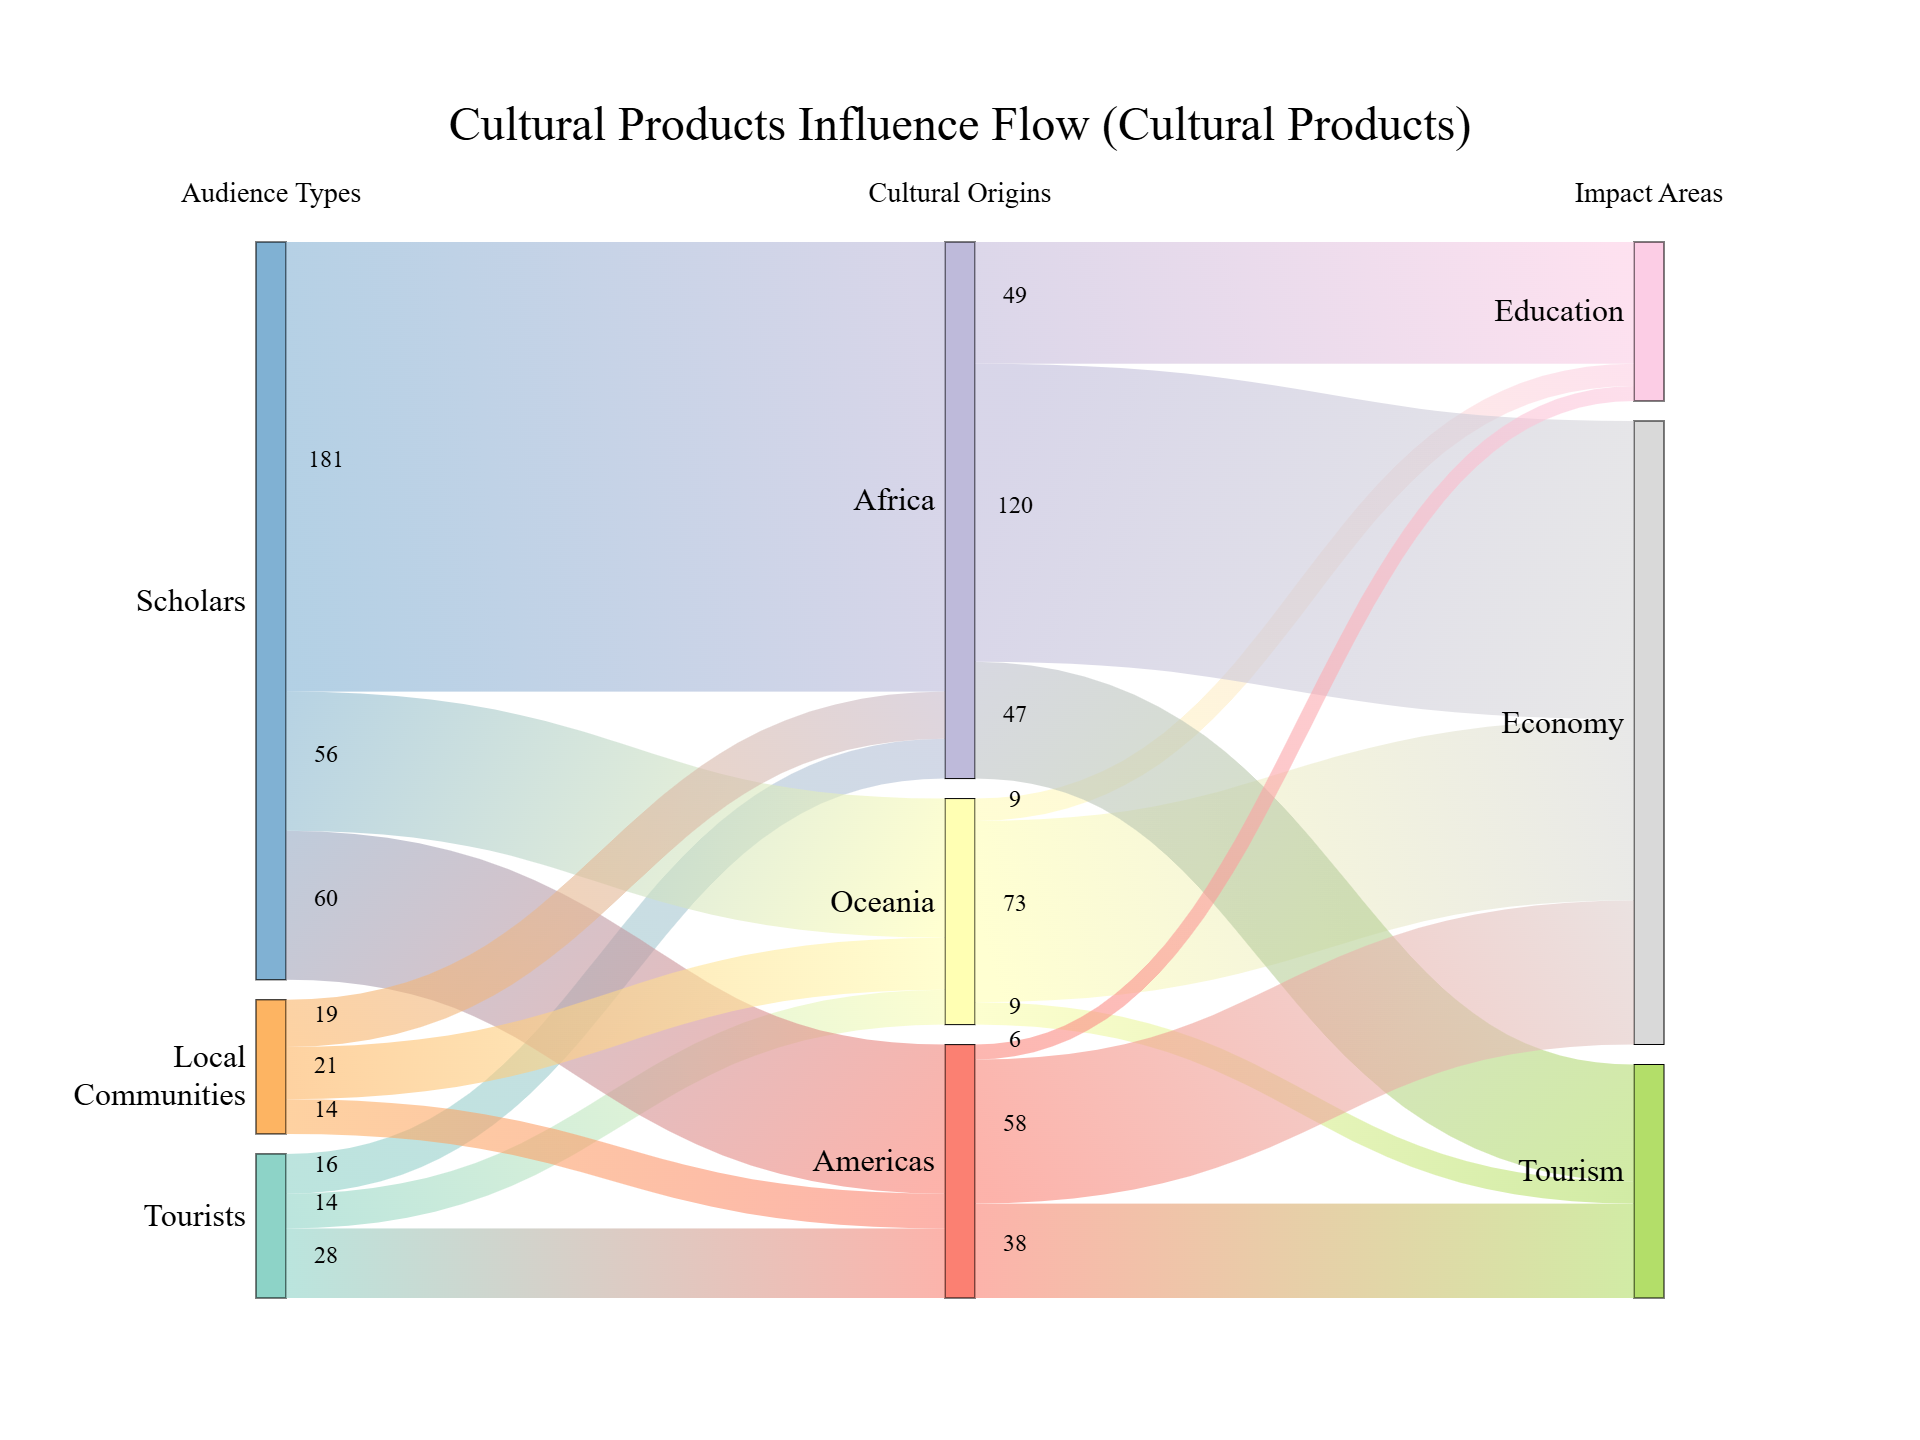 Cultural Products Influence Flow (Cultural Products)
Audience Types
Cultural Origins
Impact Areas
49
Education
181
Africa
120
Scholars
47
Economy
56
9
60
Oceania
73
9
19
6
Local
Communities
21
14
58
16
Americas
Tourism
14
Tourists
28
38